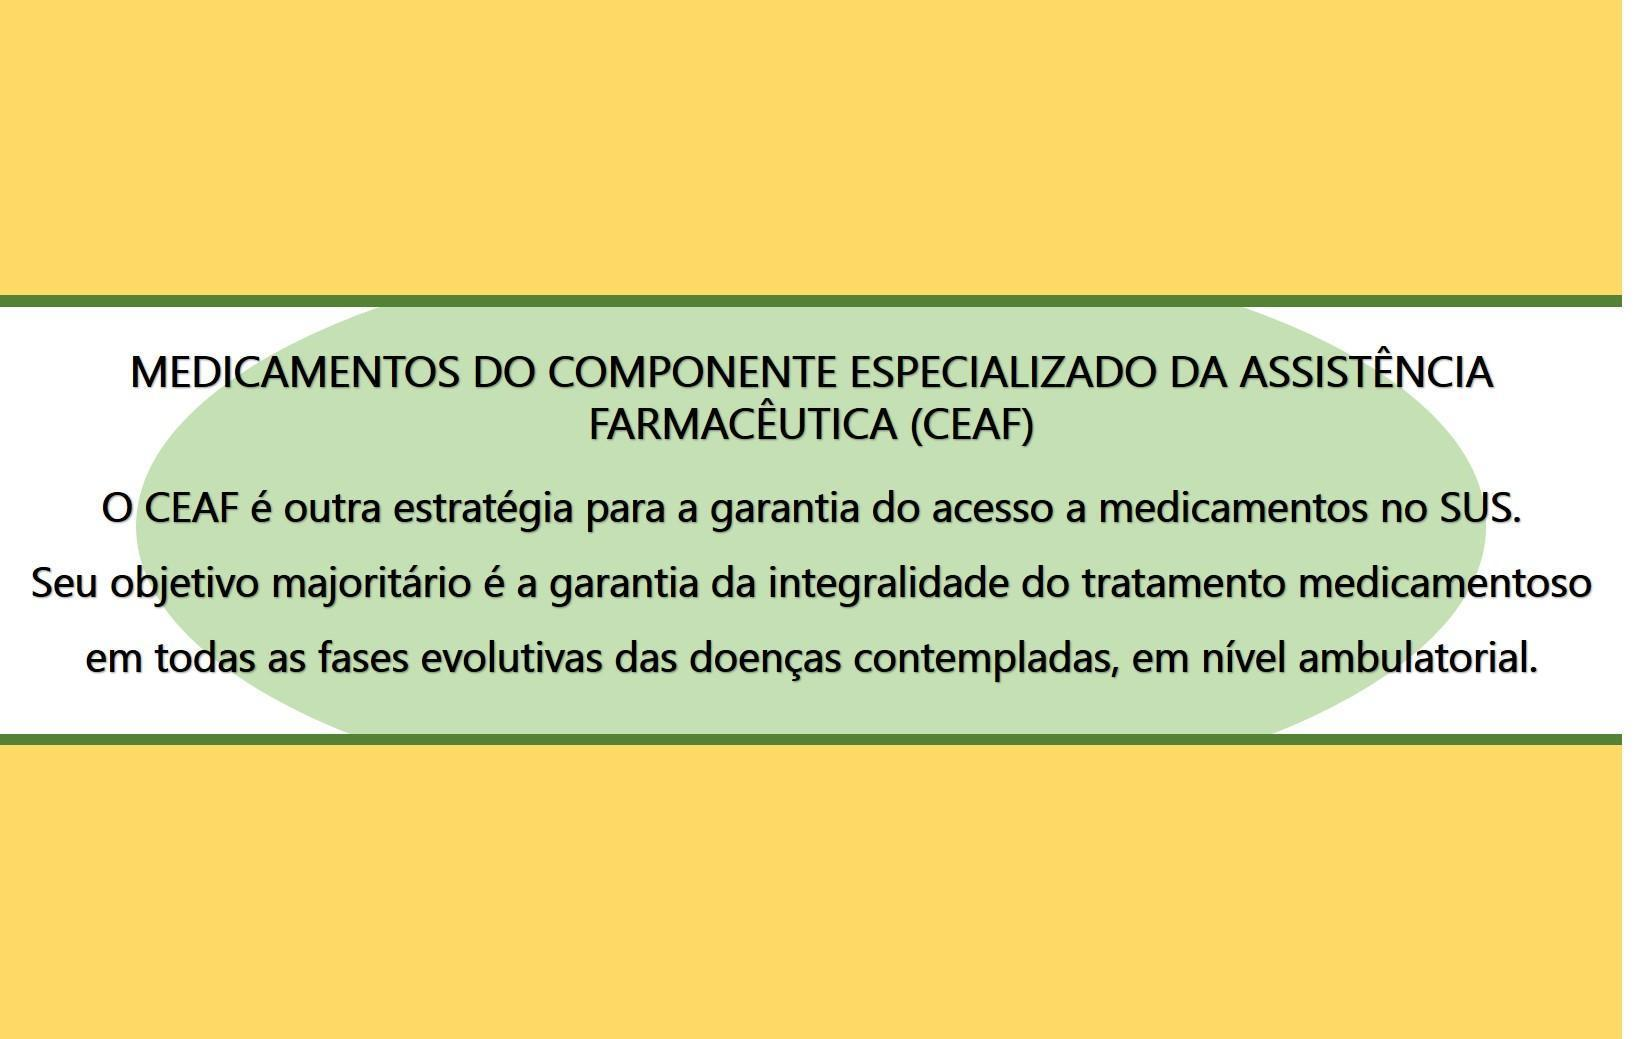 MEDICAMENTOS DO COMPONENTE ESPECIALIZADO DA ASSISTÊNCIA
FARMACÊUTICA (CEAF)
O CEAF é outra estratégia para a garantia do acesso a medicamentos no SUS.
Seu objetivo majoritário é a garantia da integralidade do tratamento medicamentoso
em todas as fases evolutivas das doenças contempladas, em nível ambulatorial.